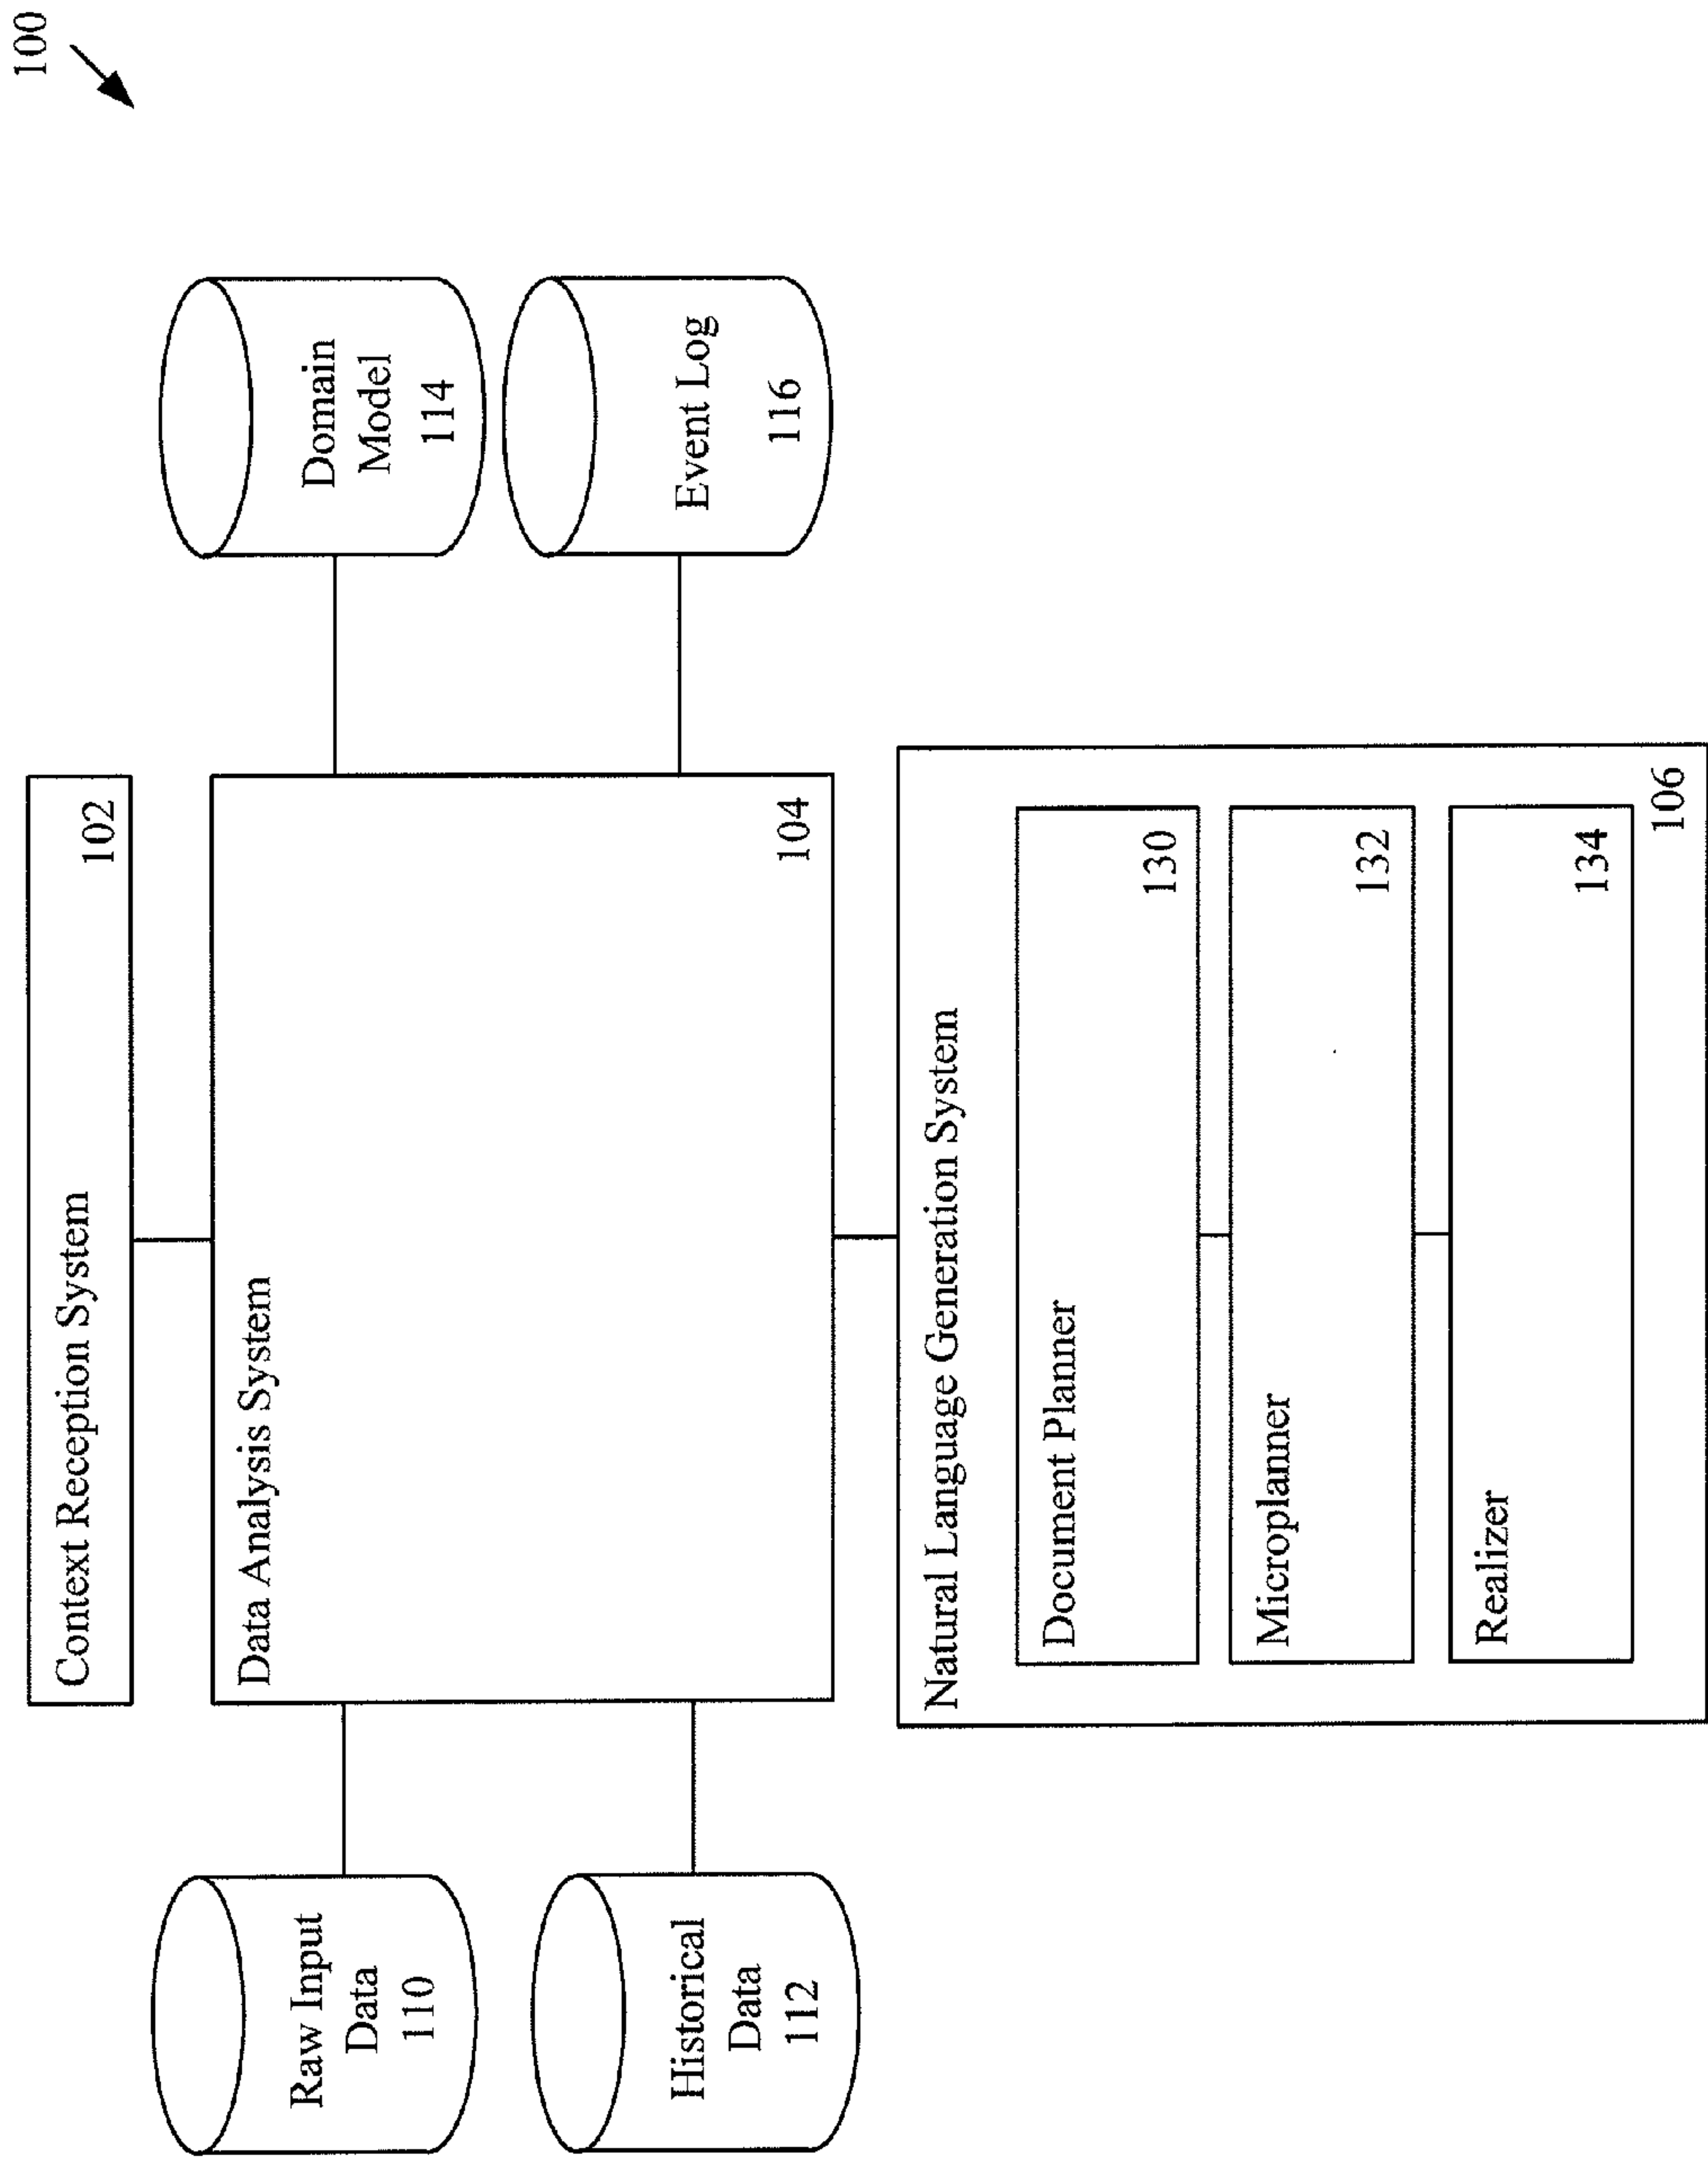 100
Context Reception System
102
Raw Input
Data
110
Data Analysis System
104
Domain
Model
114
Historical
Data
112
Event Log
116
Natural Language Generation System
Document Planner
130
Microplanner
132
Realizer
134
106